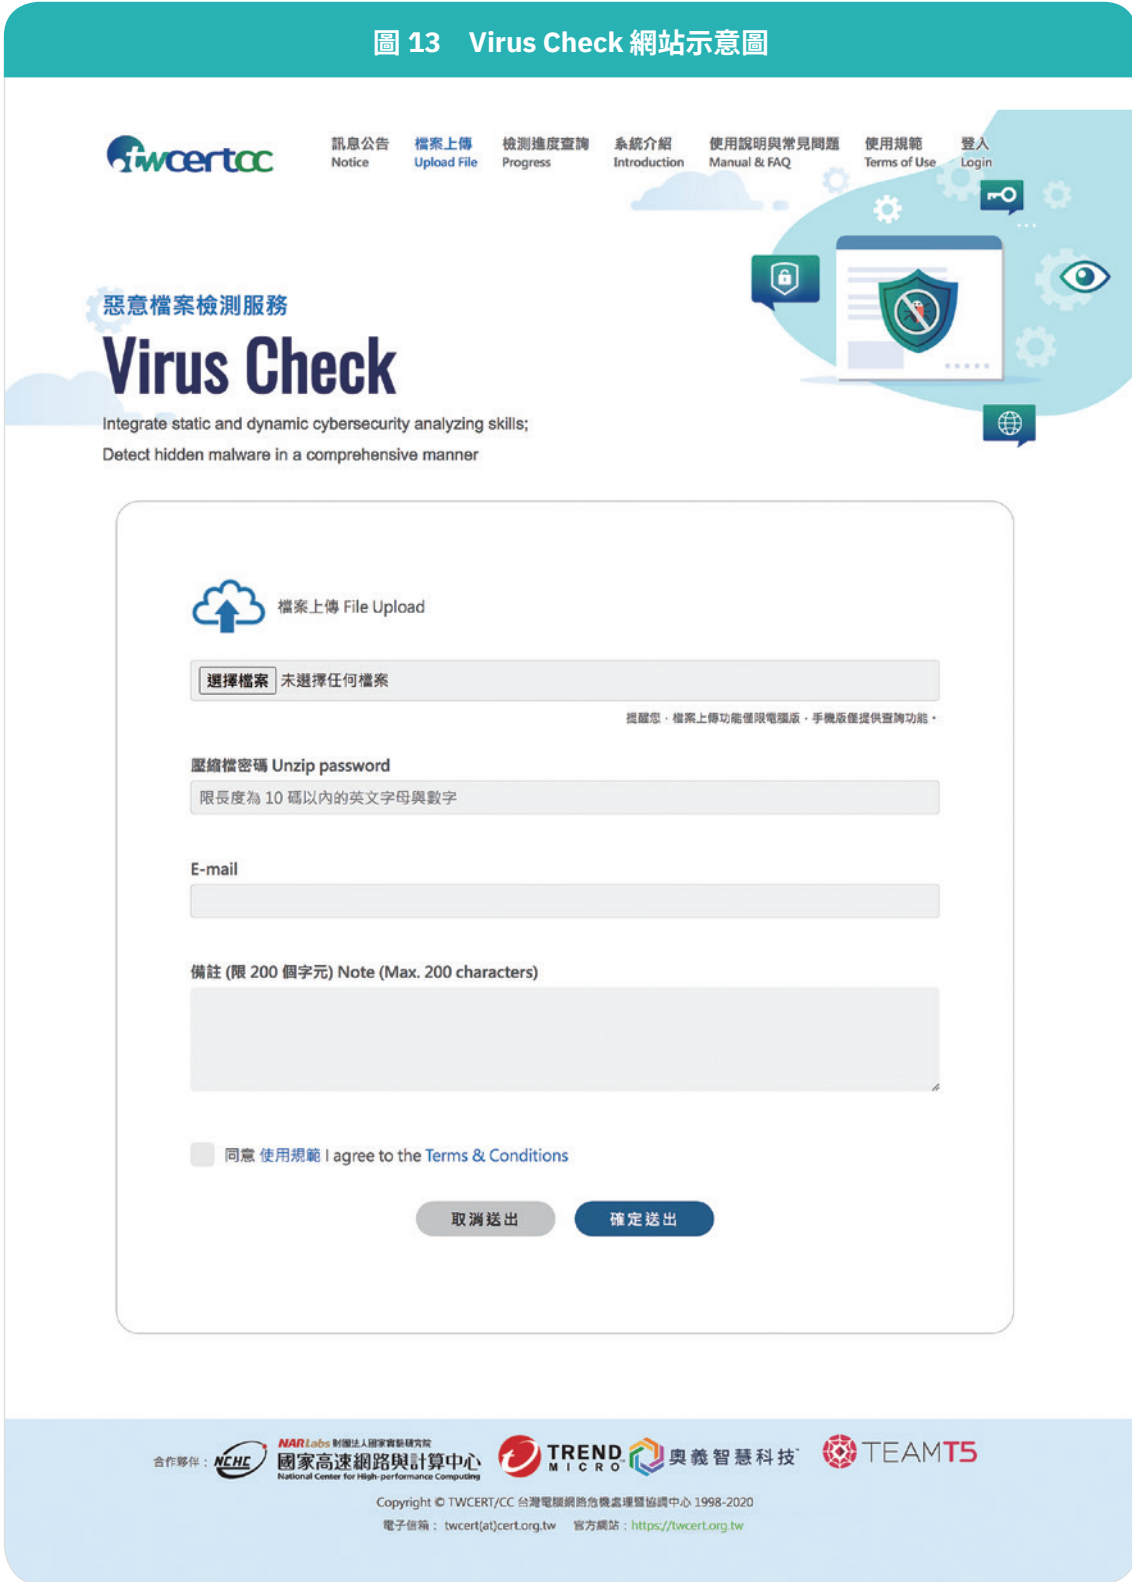 圖 13 Virus Check 網站示意圖
twcertcc
訊息公告 檔案上傳 檢測進度查詢 系統介紹 使用說明與常見問題 使用規範 登入
Notice Upload File Progress Introduction Manual & FAQ Terms of Use Login
惡意檔案檢測服務
Virus Check
Integrate static and dynamic cybersecurity analyzing skills;
Detect hidden malware in a comprehensive manner
檔案上傳 File Upload
選擇檔案 未選擇任何檔案
提醒您，檔案上傳功能僅限電腦版，手機版僅提供查詢功能。
壓縮檔密碼 Unzip password
限長度為 10 碼以內的英文字母與數字
E-mail
備註 (限 200 個字元) Note (Max. 200 characters)
同意 使用規範 I agree to the Terms & Conditions
取消送出 確定送出
合作夥伴：NCHC NARLabs 財團法人國家實驗研究院
國家高速網路與計算中心
National Center for High-performance Computing
TREND MICRO 奧義智慧科技 TEAMT5
Copyright © TWCERT/CC 台灣電腦網路危機處理暨協調中心 1998-2020
電子信箱： twcert(at)cert.org.tw 官方網站：https://twcert.org.tw